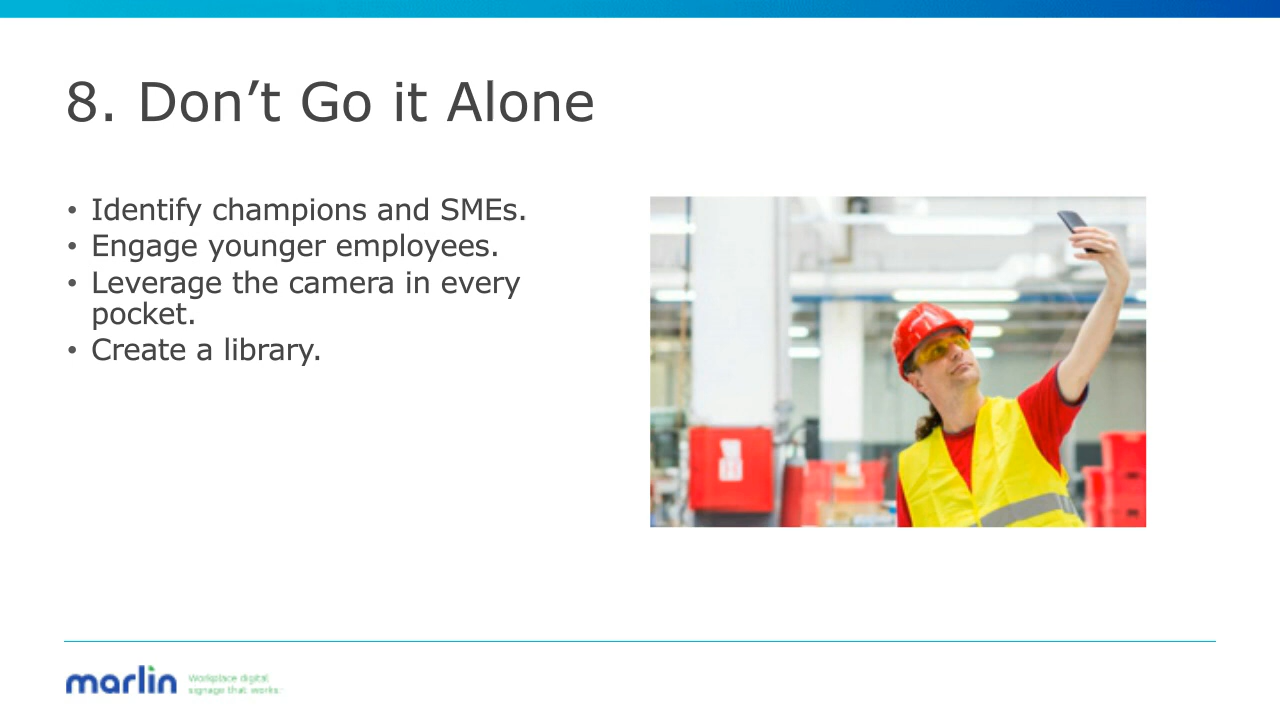 8. Don’t Go it Alone
• Identify champions and SMEs.
• Engage younger employees.
• Leverage the camera in every
pocket.
• Create a library.
marlin
Workplace digital
signage that works.